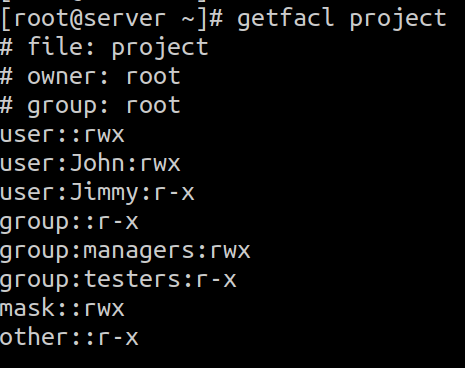 [root@server ~]# getfacl project
# file: project
# owner: root
# group: root
user::rwx
user:John:rwx
user:Jimmy:r-x
group::r-x
group:managers:rwx
group:testers:r-x
mask::rwx
other::r-x